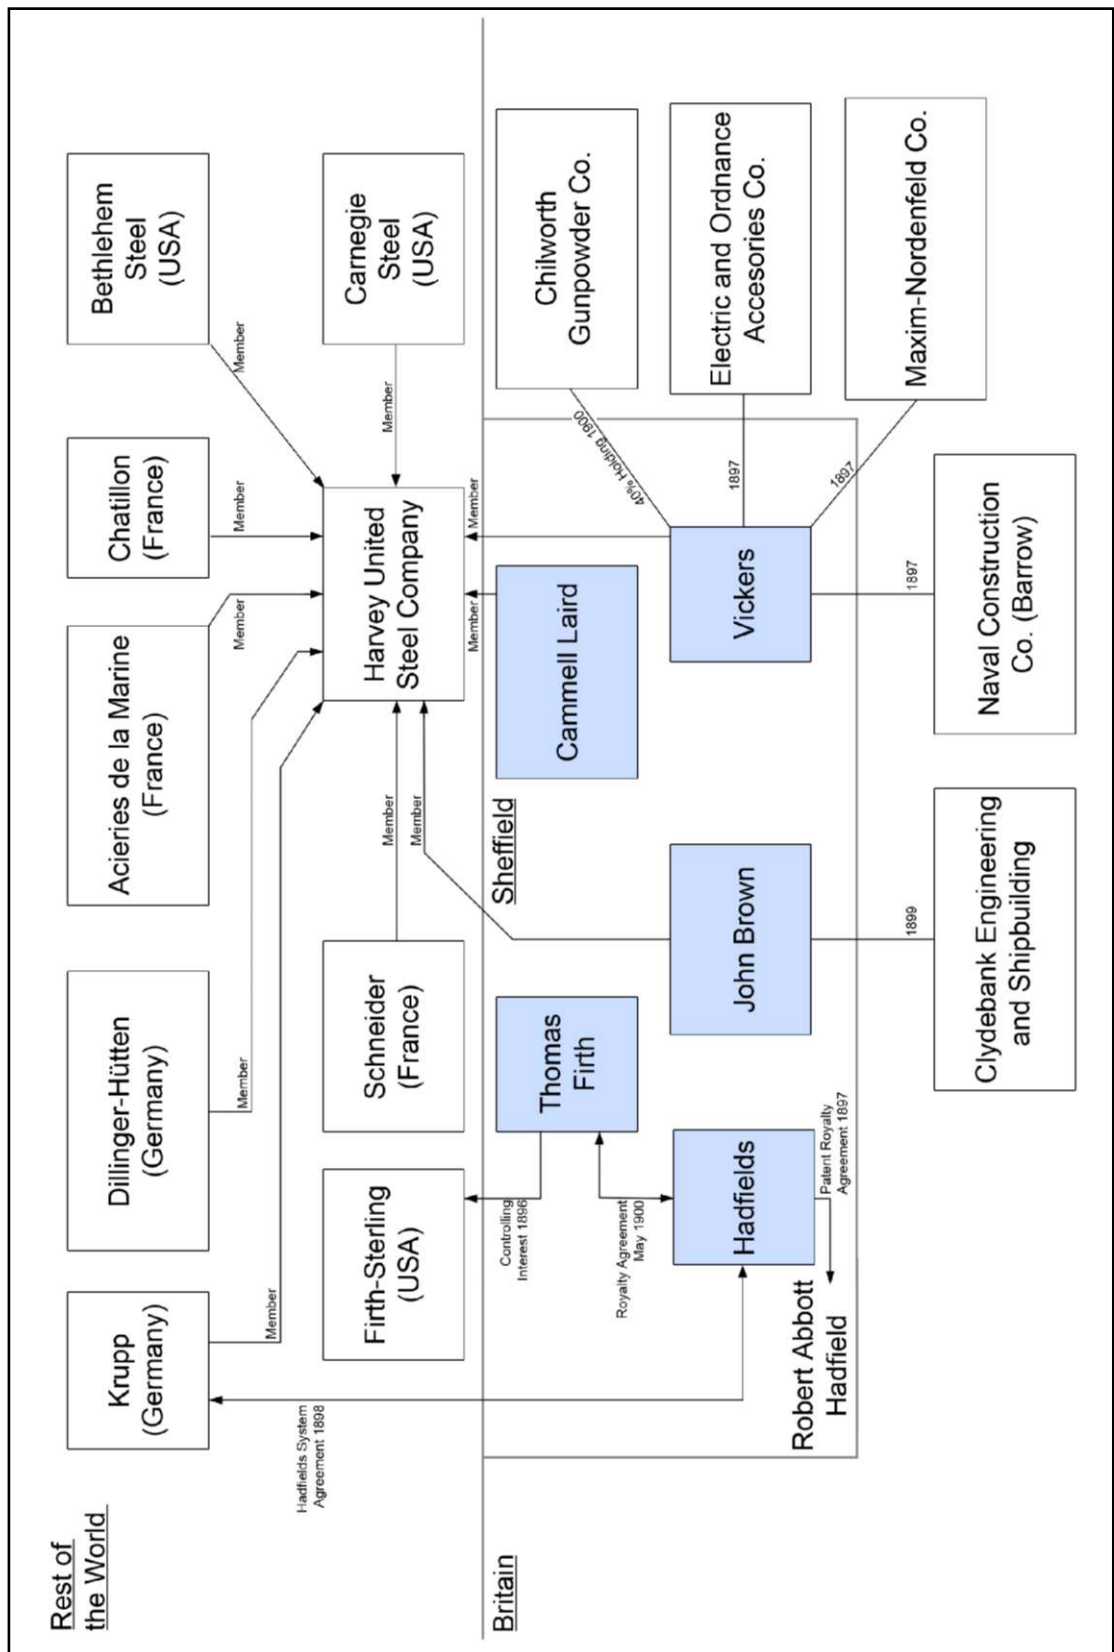 Rest of
the World
Krupp
(Germany)
Dillinger-Hütten
(Germany)
Acieries de la Marine
(France)
Chatillon
(France)
Bethlehem
Steel
(USA)
Member
Member
Member
Member
Member
Hadfields System
Agreement 1898
Firth-Sterling
(USA)
Schneider
(France)
Member
Member
Harvey United
Steel Company
Member
Carnegie
Steel
(USA)
Member
Member
Britain
Sheffield
Controlling
Interest 1896
Thomas
Firth
Cammell Laird
Chilworth
Gunpowder Co.
Royalty Agreement
May 1900
40% Holding 1900
Hadfields
John Brown
Vickers
1897
Electric and Ordnance
Accesories Co.
Patent Royalty
Agreement 1897
Robert Abbott
Hadfield
1899
1897
1897
Maxim-Nordenfeld Co.
Clydebank Engineering
and Shipbuilding
Naval Construction
Co. (Barrow)